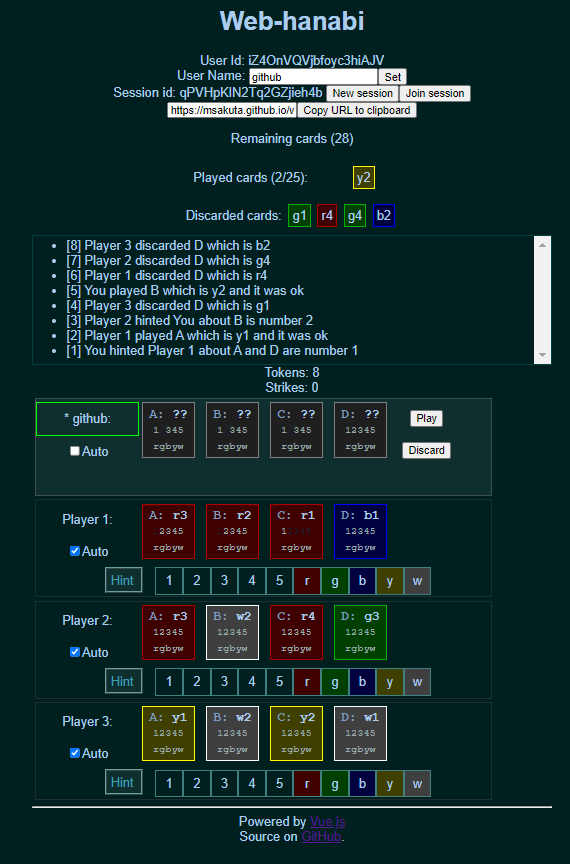 Web-hanabi
User Id: iZ4OnVQVjbfoyc3hiAJV
User Name: github Set
Session id: qPVHpKIN2Tq2GZjieh4b New session Join session
https://msakuta.github.io/w Copy URL to clipboard
Remaining cards (28)
Played cards (2/25): y2
Discarded cards: g1 r4 g4 b2
[8] Player 3 discarded D which is b2
[7] Player 2 discarded D which is g4
[6] Player 1 discarded D which is r4
[5] You played B which is y2 and it was ok
[4] Player 3 discarded D which is g1
[3] Player 2 hinted You about B is number 2
[2] Player 1 played A which is y1 and it was ok
[1] You hinted Player 1 about A and D are number 1
Tokens: 8
Strikes: 0
* github: A: ?? B: ?? C: ?? D: ?? Play
1 345 1 345 1 345 12345
Auto rgbyw rgbyw rgbyw rgbyw Discard
Player 1: A: r3 B: r2 C: r1 D: b1
2345 2345 1 12345
Auto rgbyw rgbyw rgbyw rgbyw
Hint 1 2 3 4 5 r g b y w
Player 2: A: r3 B: w2 C: r4 D: g3
12345 12345 12345 12345
Auto rgbyw rgbyw rgbyw rgbyw
Hint 1 2 3 4 5 r g b y w
Player 3: A: y1 B: w2 C: y2 D: w1
12345 12345 12345 12345
Auto rgbyw rgbyw rgbyw rgbyw
Hint 1 2 3 4 5 r g b y w
Powered by Vue.js
Source on GitHub.